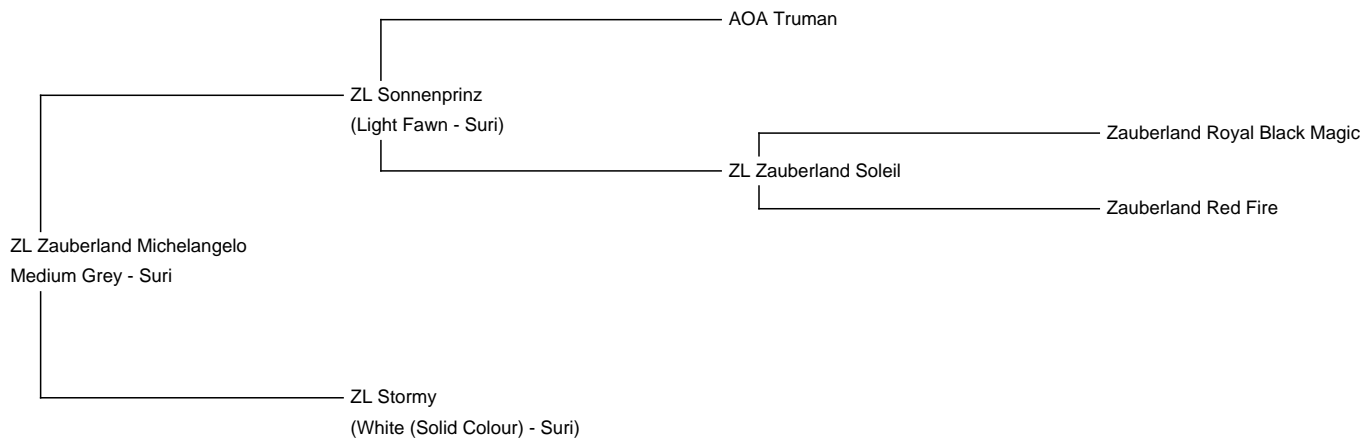 AOA Truman
ZL Sonnenprinz
(Light Fawn - Suri)
Zauberland Royal Black Magic
ZL Zauberland Soleil
Zauberland Red Fire
ZL Zauberland Michelangelo
Medium Grey - Suri
ZL Stormy
(White (Solid Colour) - Suri)